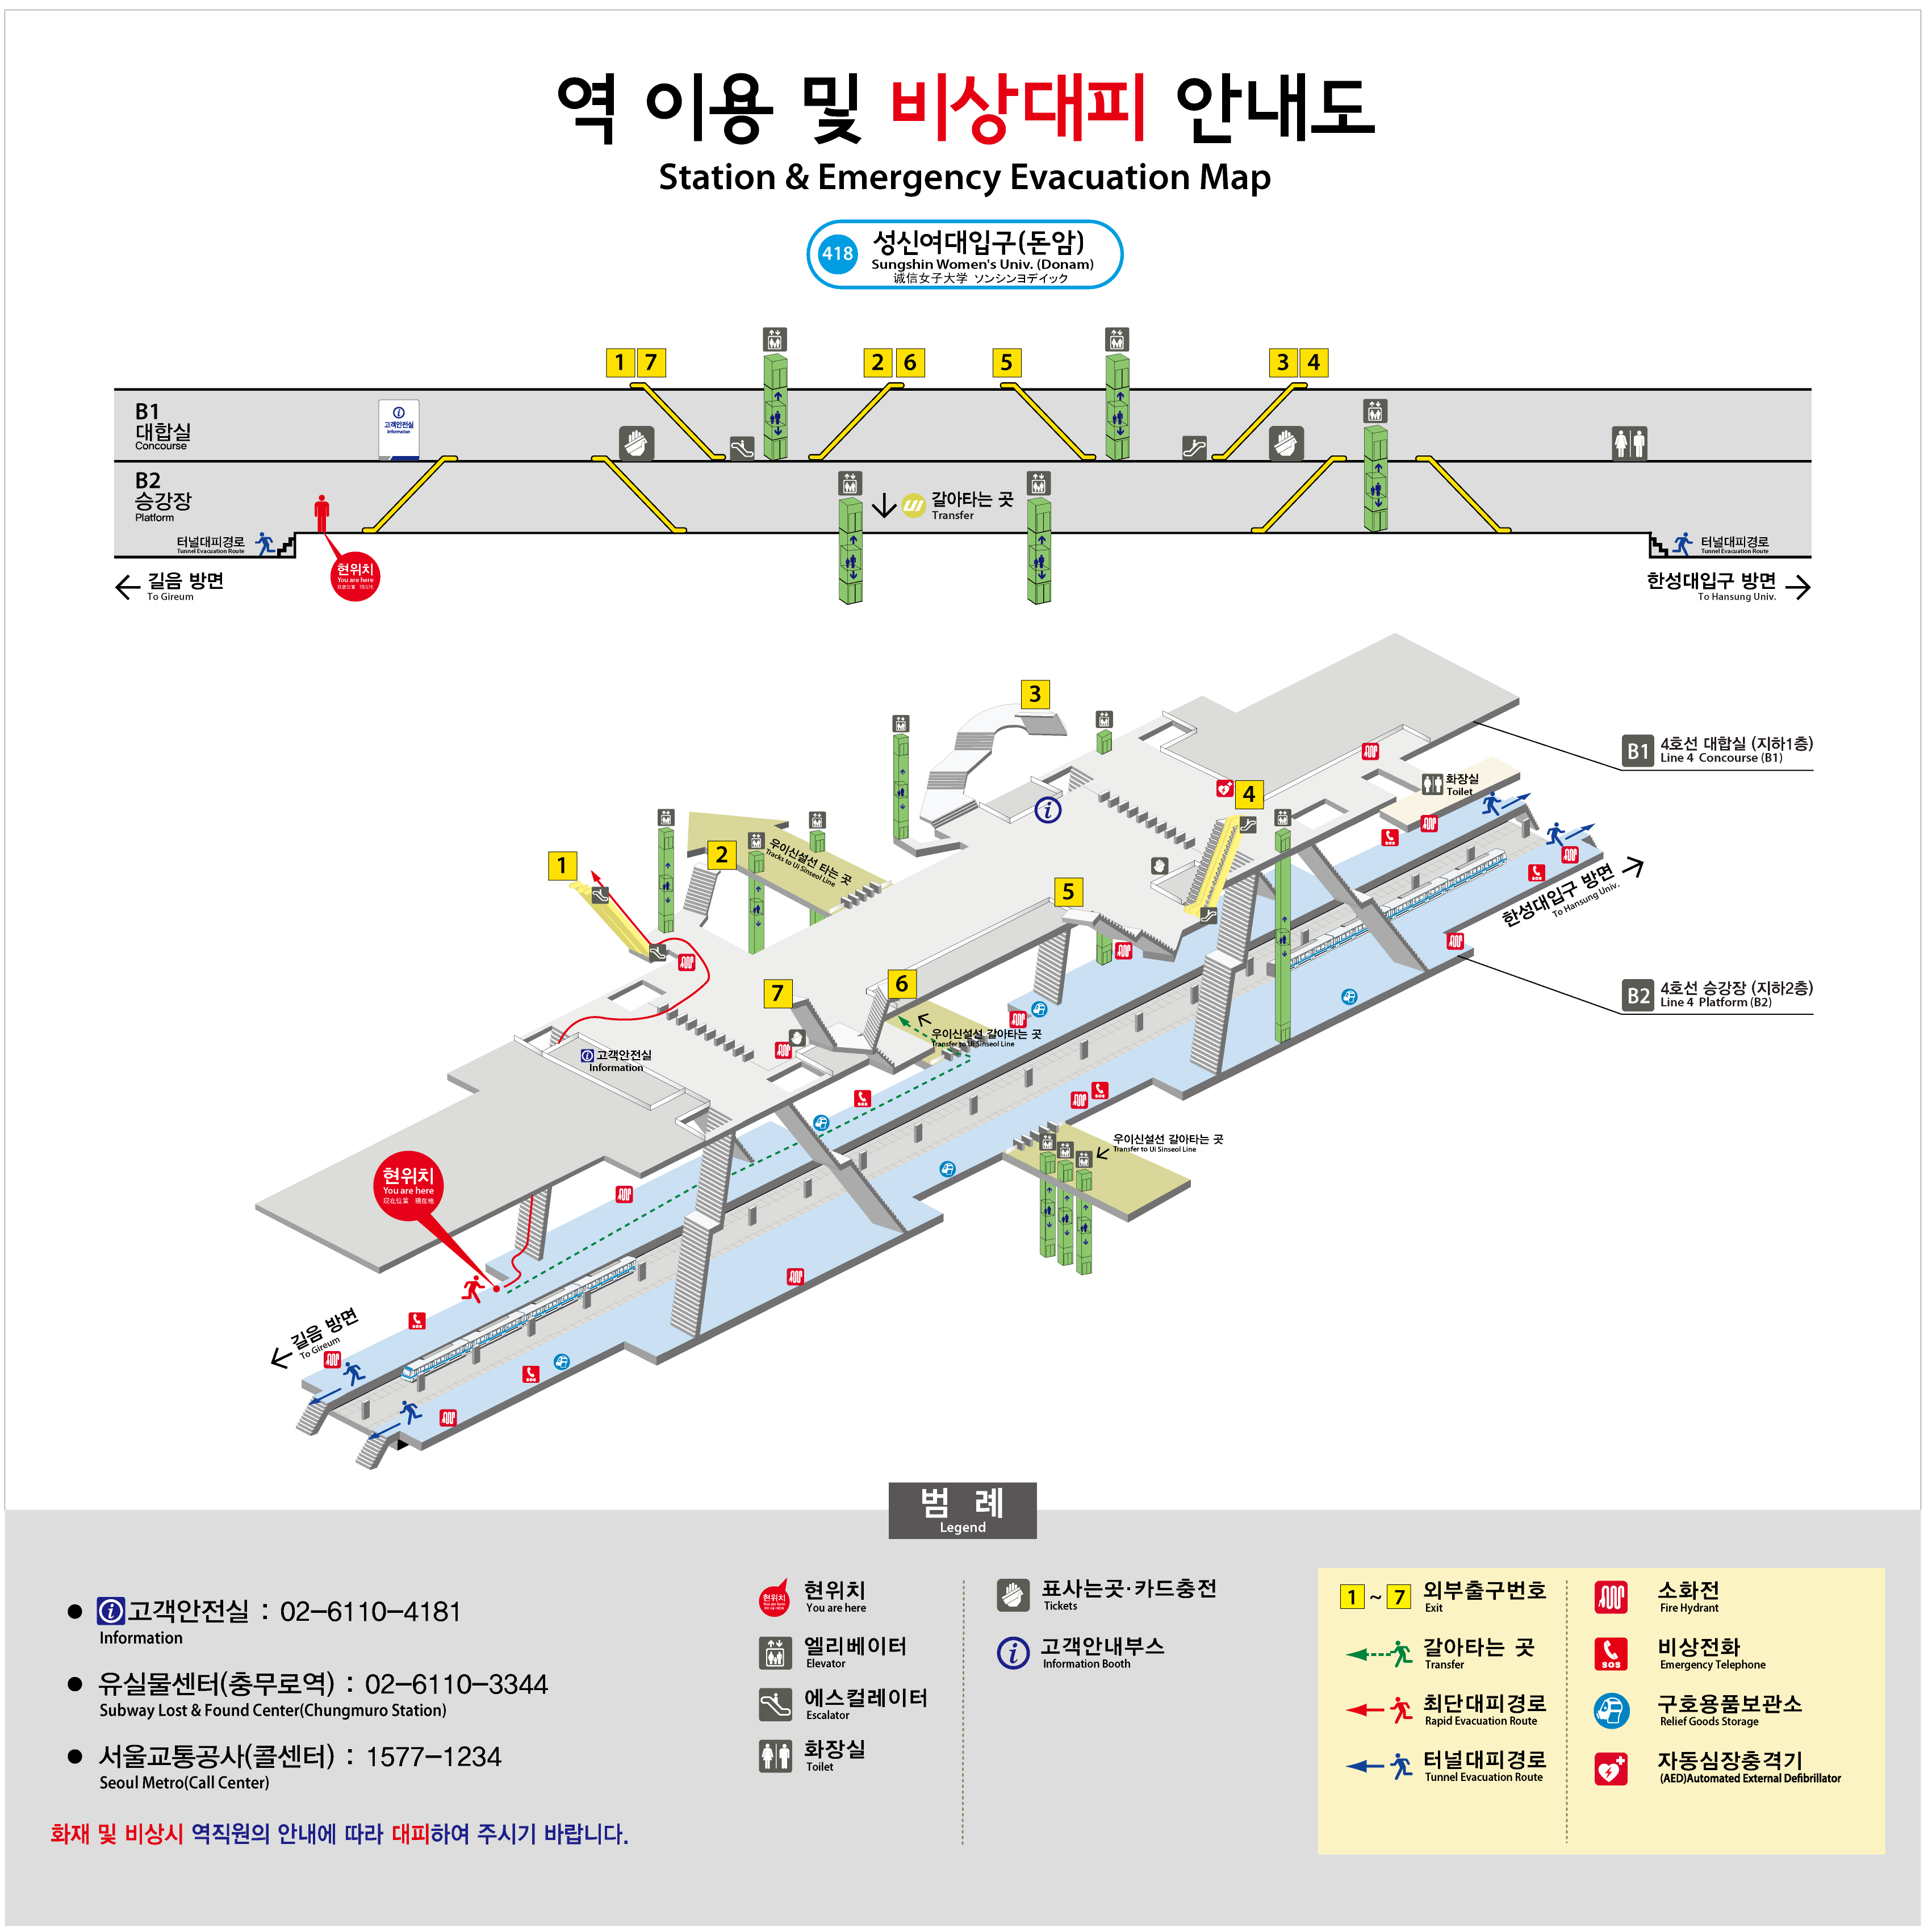 역 이용 및 비상대피 안내도
Station & Emergency Evacuation Map
418
성신여대입구(돈암)
Sungshin Women's Univ. (Donam)
诚信女子大学 ソンシンヨデイック
1 7
2 6
5
3 4
B1
대합실
Concourse
고객안전실
Information
B2
승강장
Platform
갈아타는 곳
Transfer
터널대피경로
Tunnel Evacuation Route
현위치
You are here
터널대피경로
Tunnel Evacuation Route
길음 방면
To Gireum
한성대입구 방면
To Hansung Univ.
3
B1
4호선 대합실 (지하1층)
Line 4 Concourse (B1)
화장실
Toilet
4
1
2
우이신설선 타는 곳
Tracks to Ui Sinseol Line
5
한성대입구 방면
To Hansung Univ.
7
6
B2
4호선 승강장 (지하2층)
Line 4 Platform (B2)
우이신설선 갈아타는 곳
Transfer to Ui Sinseol Line
고객안전실
Information
우이신설선 갈아타는 곳
Transfer to Ui Sinseol Line
현위치
You are here
现在位置 現在地
길음 방면
To Gireum
범 례
Legend
고객안전실 : 02-6110-4181
Information
유실물센터(충무로역) : 02-6110-3344
Subway Lost & Found Center(Chungmuro Station)
서울교통공사(콜센터) : 1577-1234
Seoul Metro(Call Center)
화재 및 비상시 역직원의 안내에 따라 대피하여 주시기 바랍니다.
현위치
You are here
엘리베이터
Elevator
에스컬레이터
Escalator
화장실
Toilet
표사는곳·카드충전
Tickets
고객안내부스
Information Booth
1 ~ 7 외부출구번호
Exit
갈아타는 곳
Transfer
최단대피경로
Rapid Evacuation Route
터널대피경로
Tunnel Evacuation Route
소화전
Fire Hydrant
SOS
비상전화
Emergency Telephone
구호용품보관소
Relief Goods Storage
자동심장충격기
(AED)Automated External Defibrillator